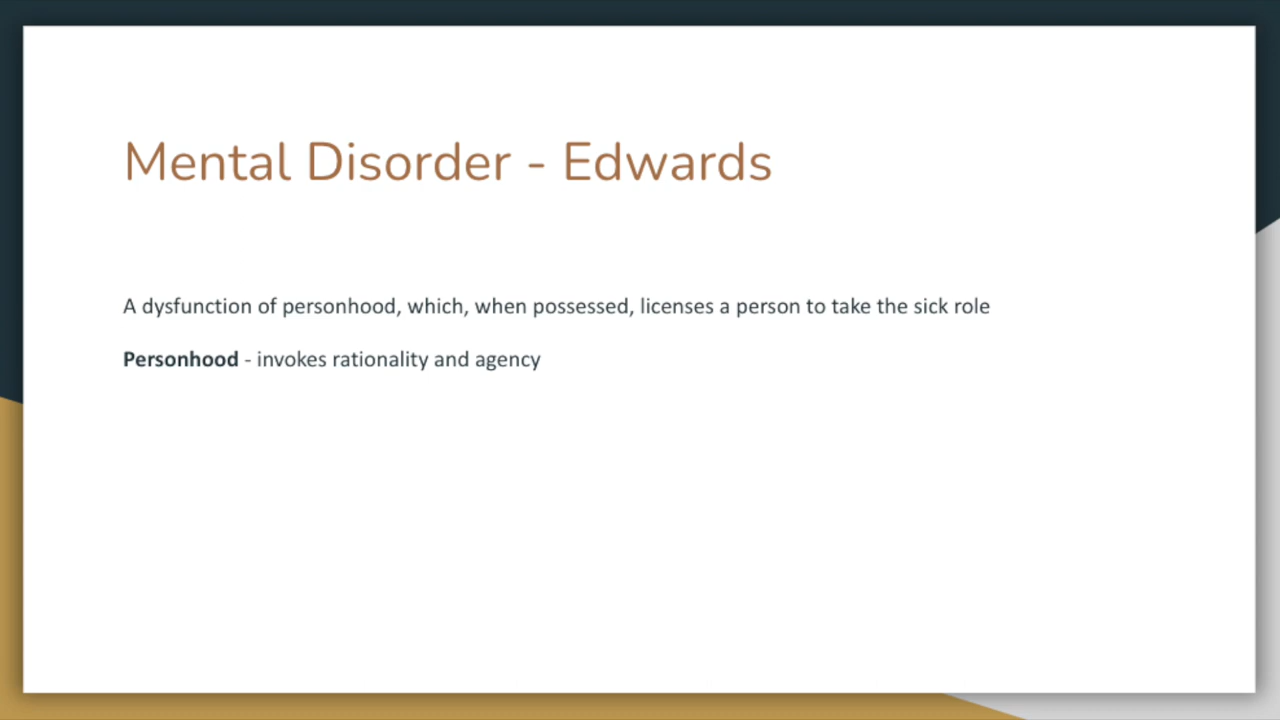 Mental Disorder - Edwards
A dysfunction of personhood, which, when possessed, licenses a person to take the sick role
Personhood - invokes rationality and agency